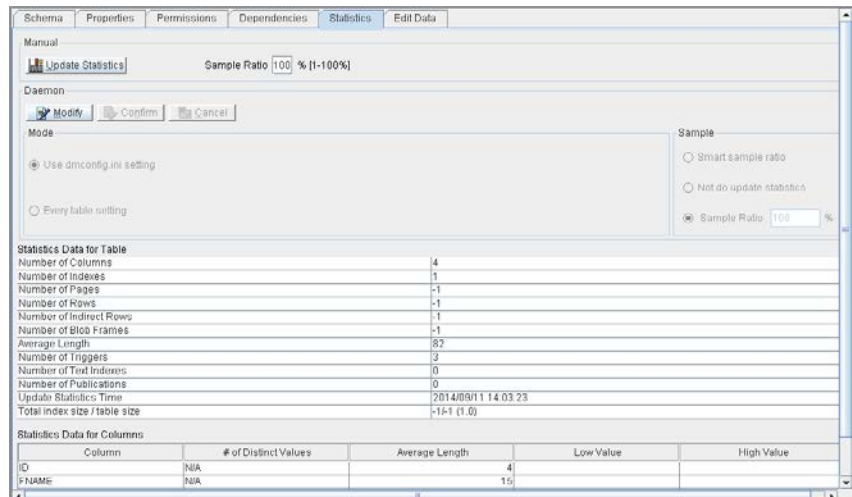 Schema Properties Permissions Dependencies Statistics Edit Data
Manual
Update Statistics Sample Ratio 100 % [1-100%]
Daemon
Modify Confirm Cancel
Mode Sample
Use dmconfig.ini setting
Smart sample ratio
Not do update statistics
Every table setting
Sample Ratio 100 %
Statistics Data for Table
Number of Columns 4
Number of Indexes 1
Number of Pages -1
Number of Rows -1
Number of Indirect Rows -1
Number of Blob Frames -1
Average Length 82
Number of Triggers 3
Number of Text Indexes 0
Number of Publications 0
Update Statistics Time 2014/09/11 14:03:23
Total index size / table size -1/-1 (1.0)
Statistics Data for Columns
Column # of Distinct Values Average Length Low Value High Value
ID N/A 4
FNAME N/A 15